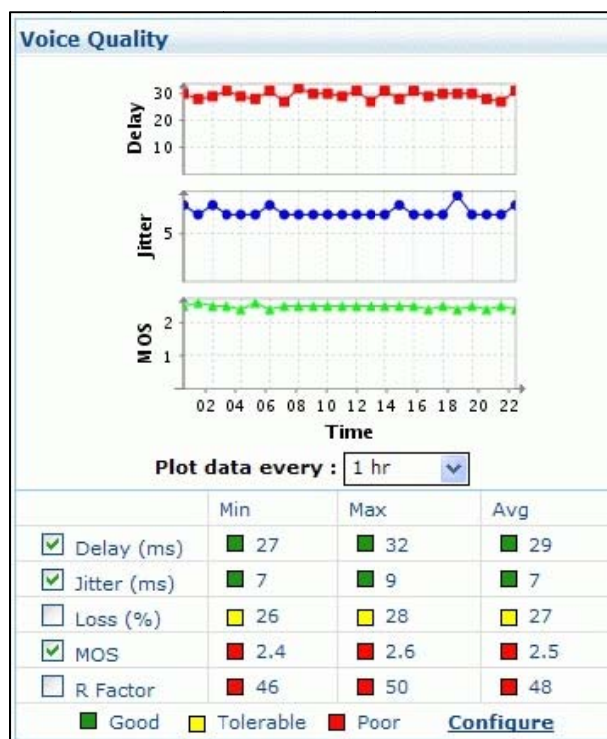 Voice Quality
Delay
30
20
10
Jitter
5
MOS
2
1
02 04 06 08 10 12 14 16 18 20 22
Time
Plot data every : 1 hr
Min Max Avg
Delay (ms) 27 32 29
Jitter (ms) 7 9 7
Loss (%) 26 28 27
MOS 2.4 2.6 2.5
R Factor 46 50 48
Good Tolerable Poor Configure